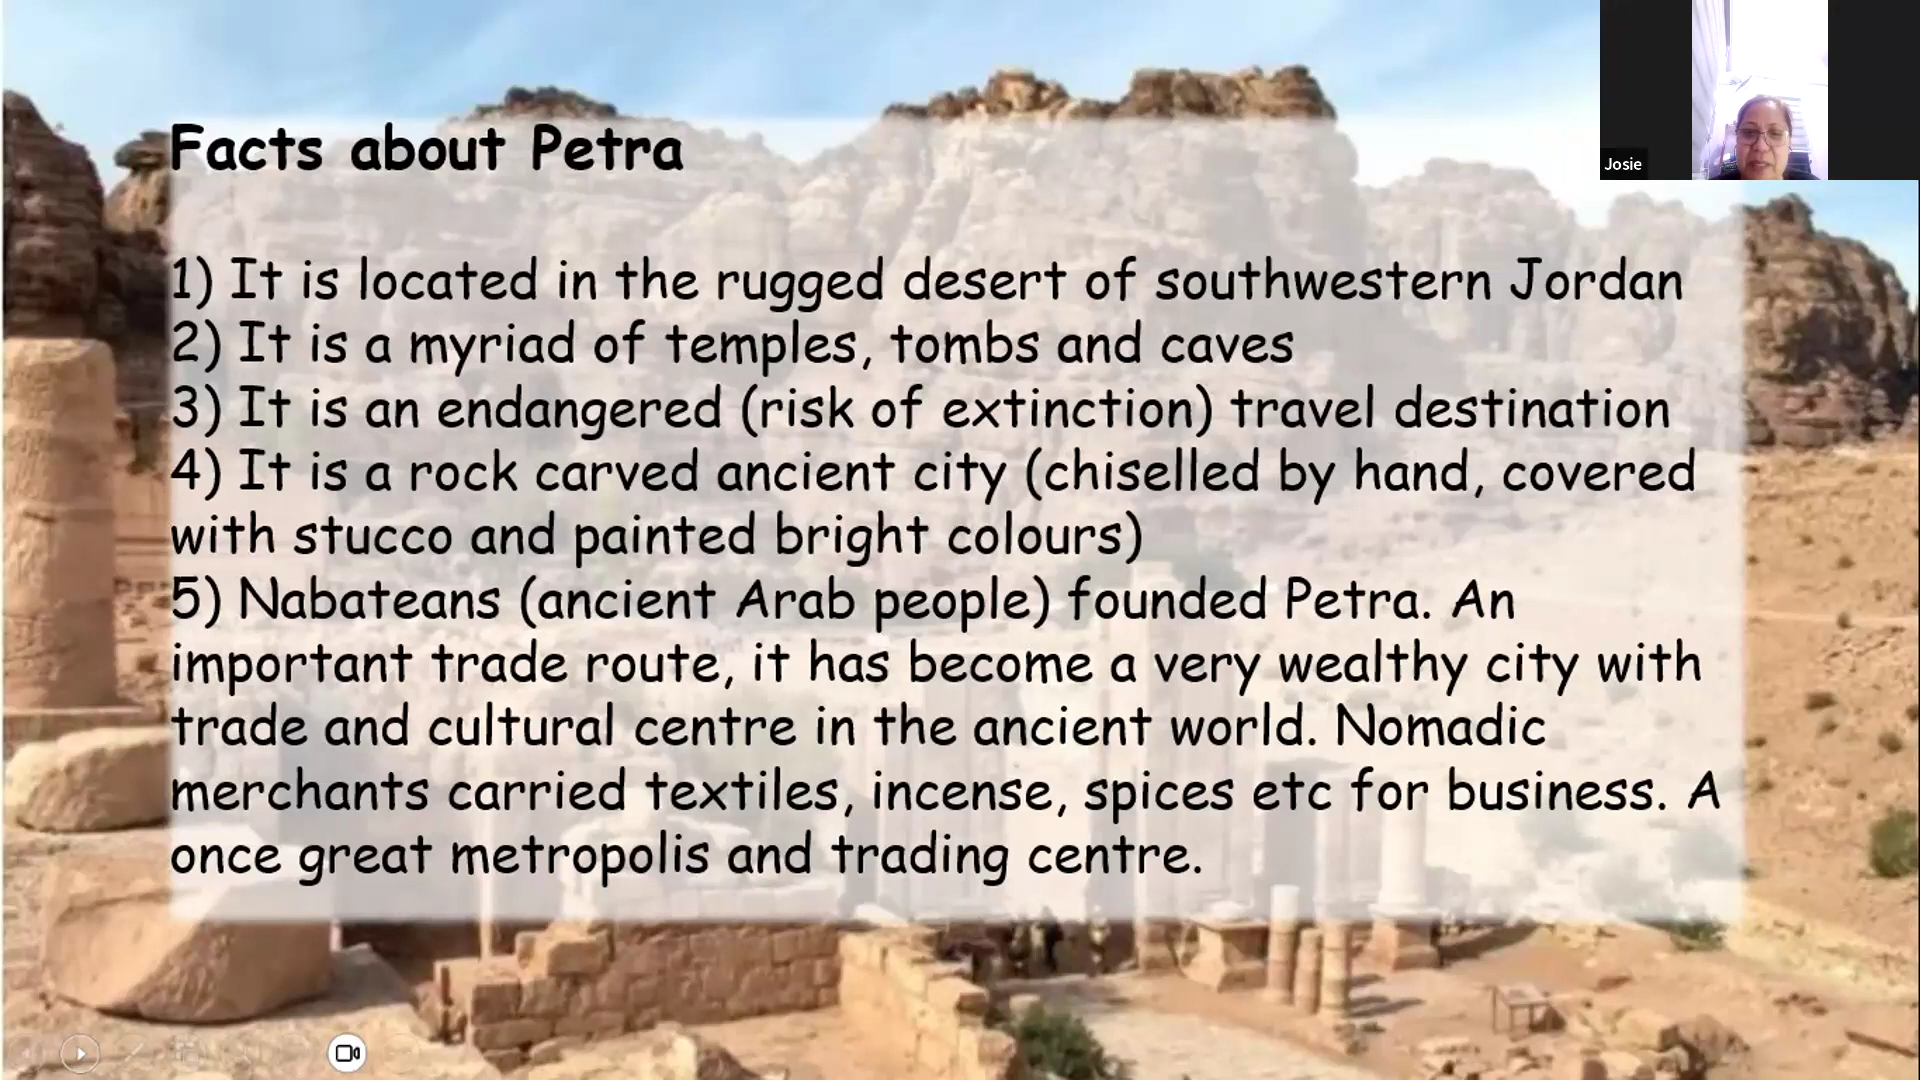 Facts about Petra
1) It is located in the rugged desert of southwestern Jordan
2) It is a myriad of temples, tombs and caves
3) It is an endangered (risk of extinction) travel destination
4) It is a rock carved ancient city (chiselled by hand, covered
with stucco and painted bright colours)
5) Nabateans (ancient Arab people) founded Petra. An
important trade route, it has become a very wealthy city with
trade and cultural centre in the ancient world. Nomadic
merchants carried textiles, incense, spices etc for business. A
once great metropolis and trading centre.
Josie